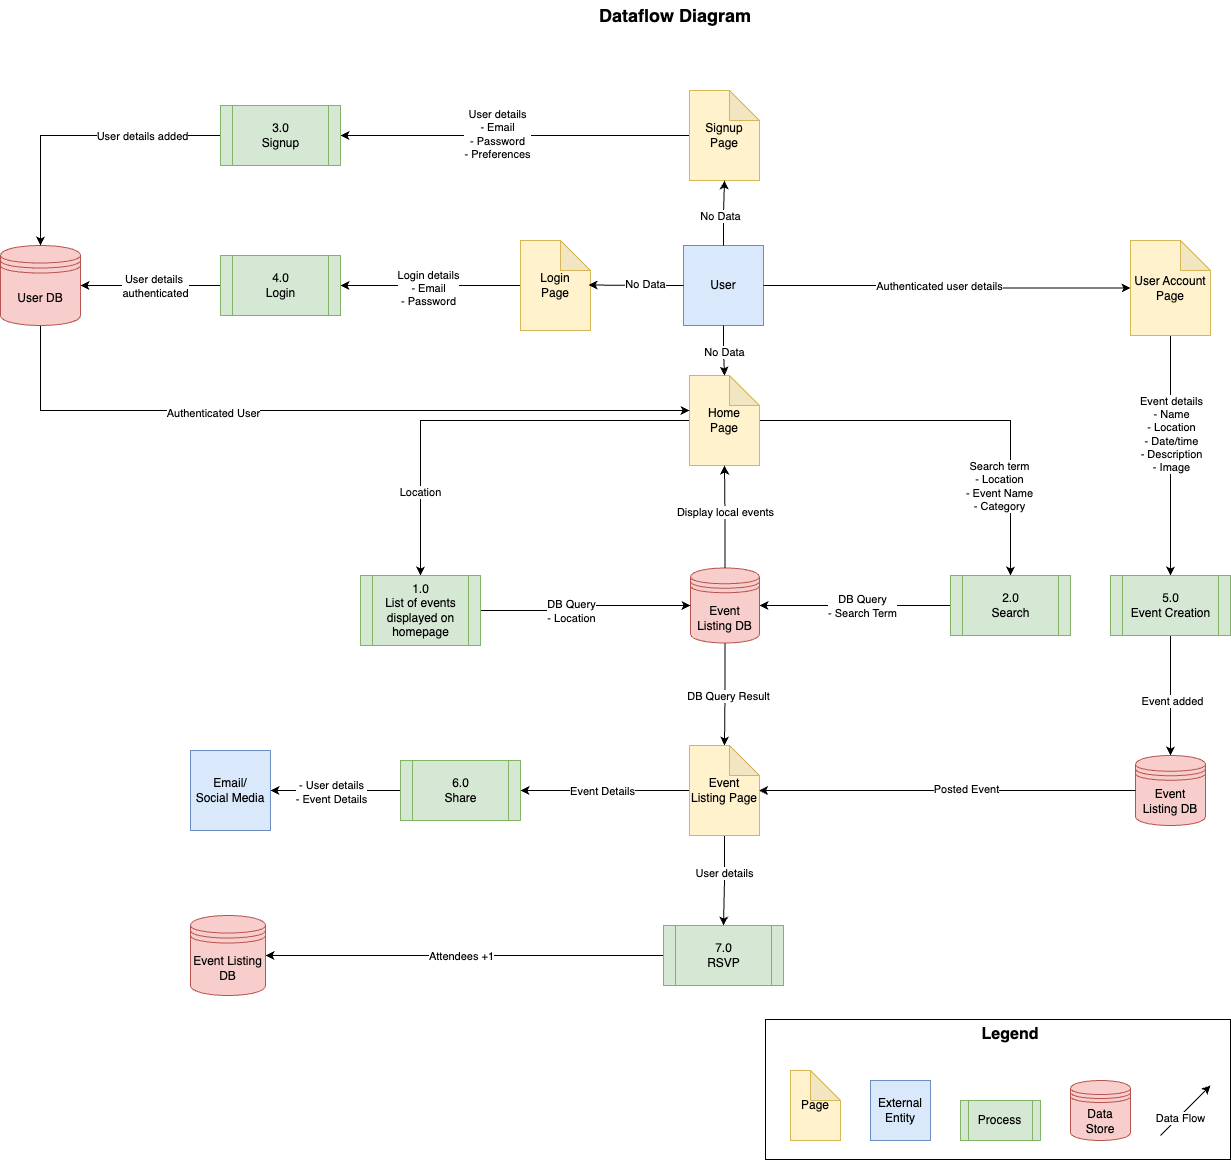 Dataflow Diagram
3.0
Signup
User details added
User details
- Email
- Password
- Preferences
Signup
Page
No Data
User DB
User details
authenticated
4.0
Login
Login details
- Email
- Password
Login
Page
No Data
User
Authenticated user details
User Account
Page
No Data
Authenticated User
Home
Page
Event details
- Name
- Location
- Date/time
- Description
- Image
Location
Display local events
Search term
- Location
- Event Name
- Category
1.0
List of events
displayed on
homepage
DB Query
- Location
Event
Listing DB
DB Query
- Search Term
2.0
Search
5.0
Event Creation
DB Query Result
Event added
Email/
Social Media
- User details
- Event Details
6.0
Share
Event Details
Event
Listing Page
Posted Event
Event
Listing DB
User details
Event Listing
DB
Attendees +1
7.0
RSVP
Legend
Page
External
Entity
Process
Data
Store
Data Flow